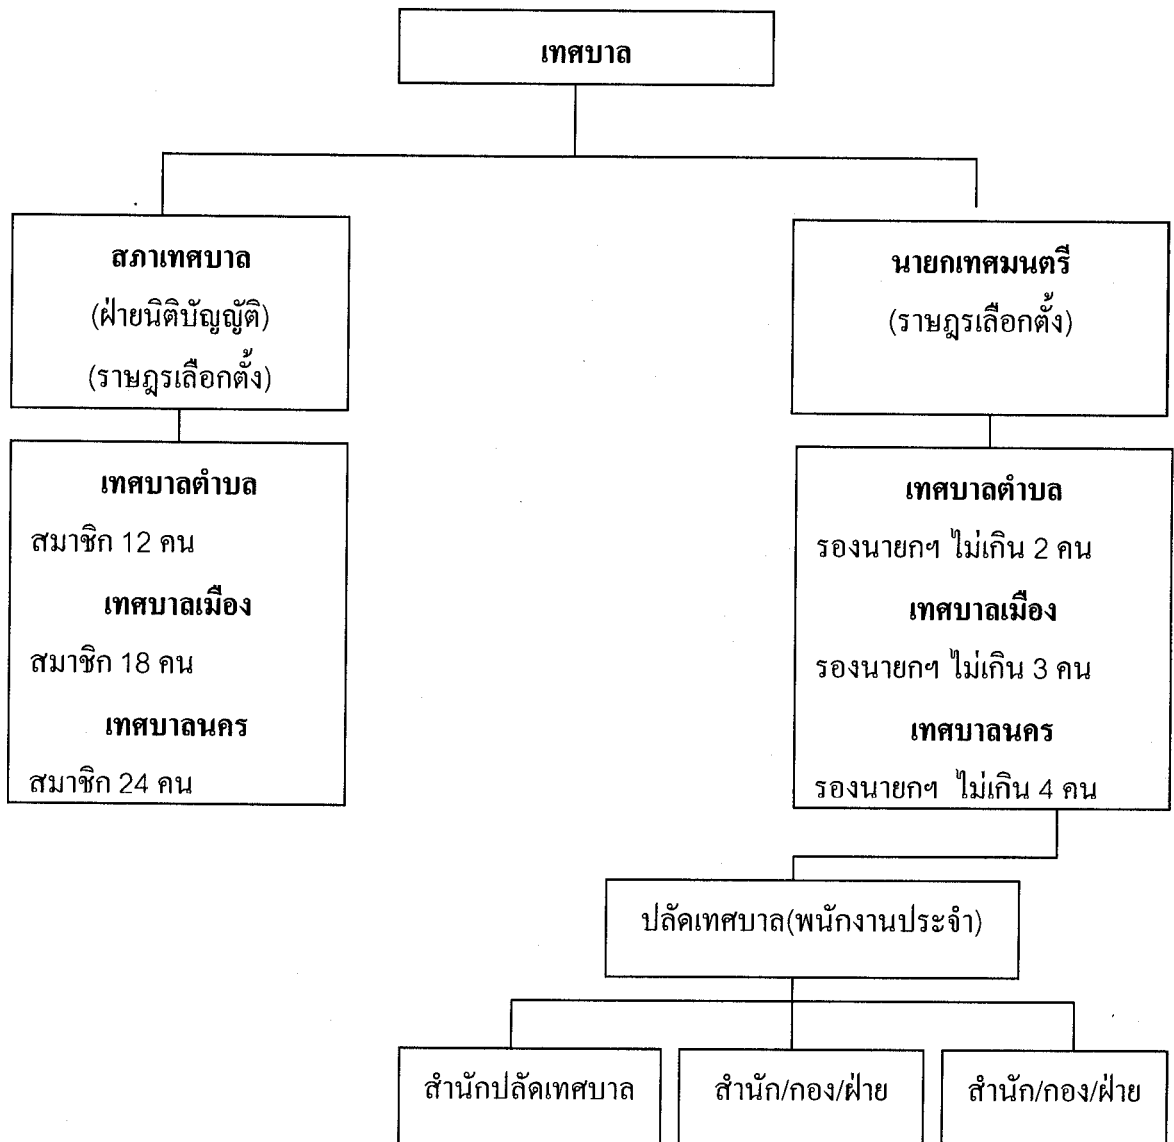 เทศบาล
สภาเทศบาล
(ฝ่ายนิติบัญญัติ)
(ราษฎรเลือกตั้ง)
นายกเทศมนตรี
(ราษฎรเลือกตั้ง)
เทศบาลตำบล
สมาชิก 12 คน
เทศบาลเมือง
สมาชิก 18 คน
เทศบาลนคร
สมาชิก 24 คน
เทศบาลตำบล
รองนายกฯ ไม่เกิน 2 คน
เทศบาลเมือง
รองนายกฯ ไม่เกิน 3 คน
เทศบาลนคร
รองนายกฯ ไม่เกิน 4 คน
ปลัดเทศบาล(พนักงานประจำ)
สำนักปลัดเทศบาล
สำนัก/กอง/ฝ่าย
สำนัก/กอง/ฝ่าย